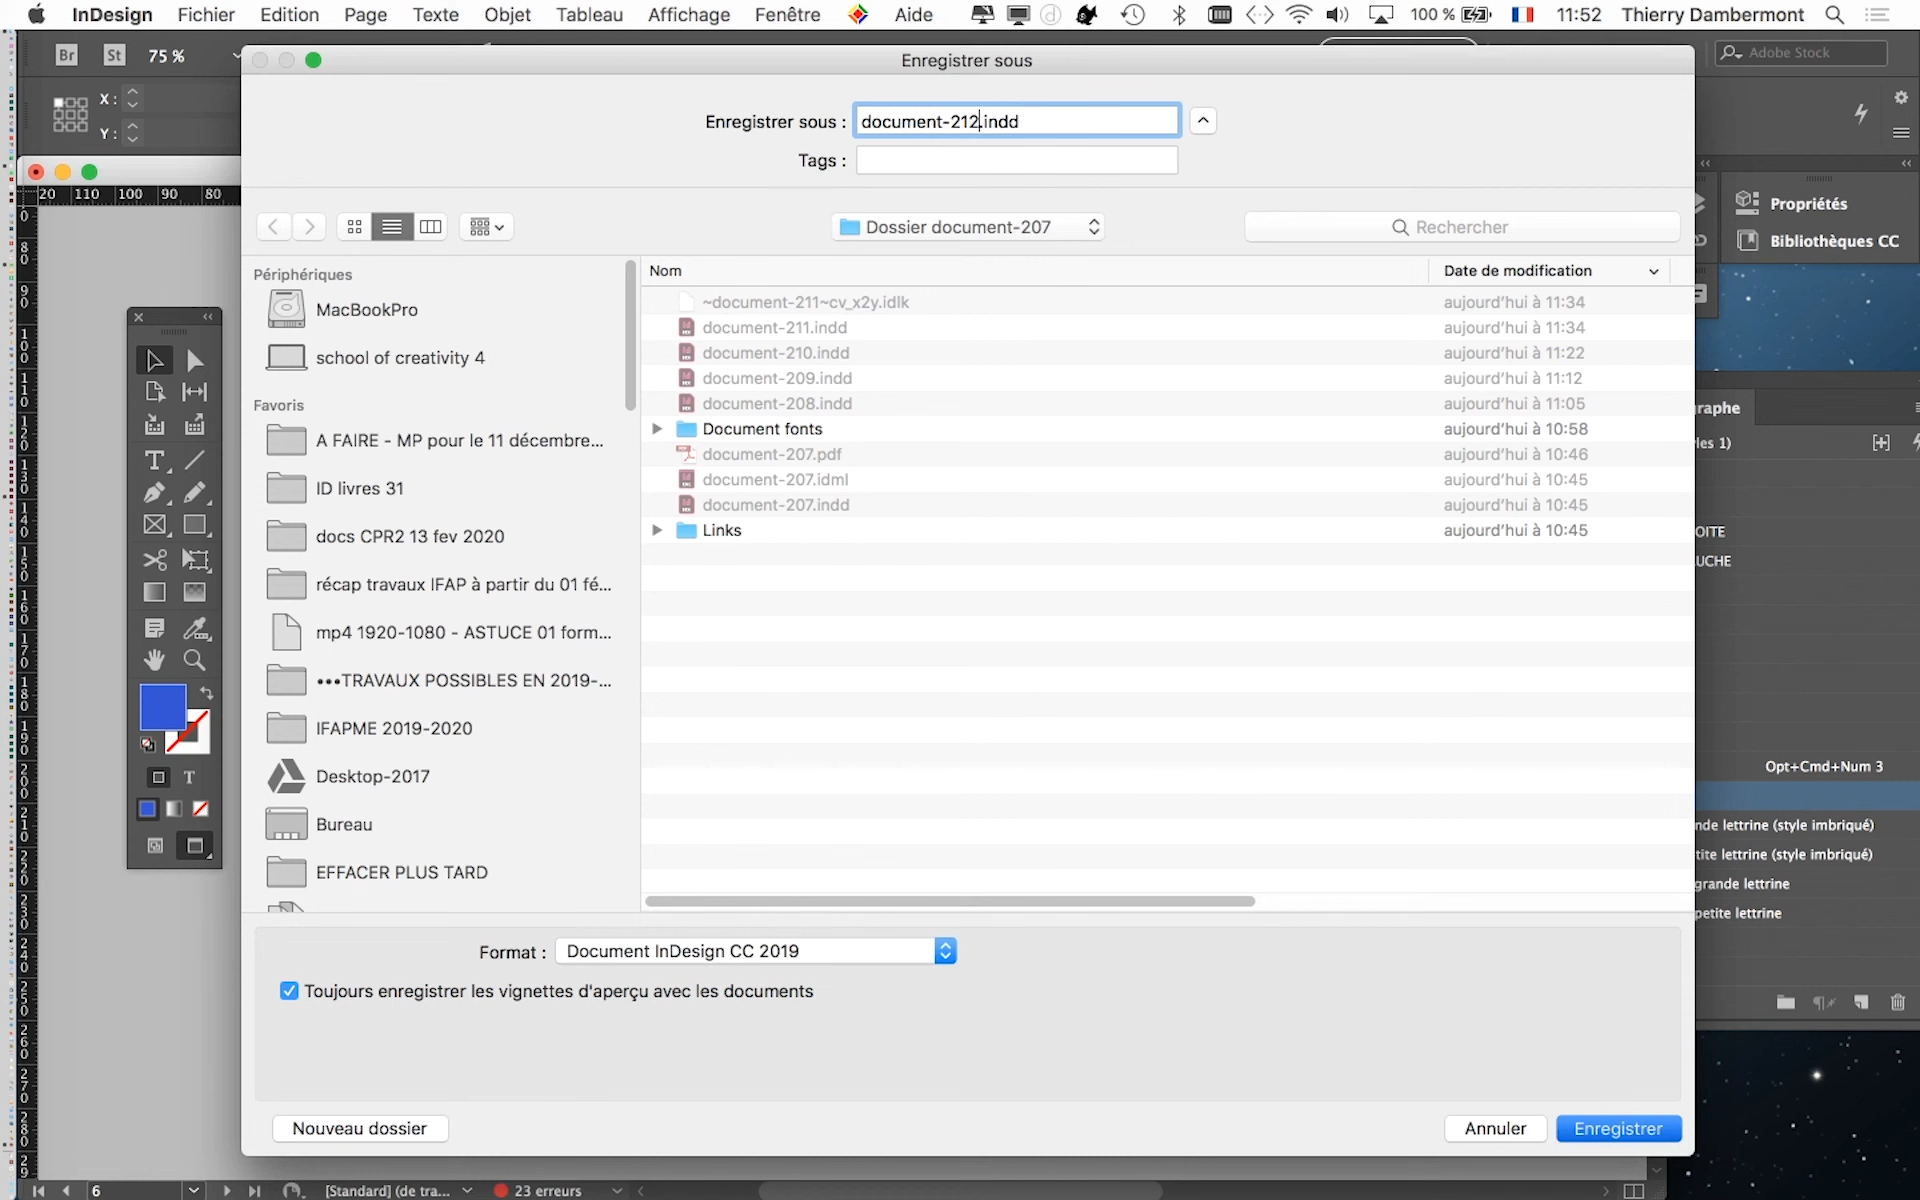 InDesign Fichier Edition Page Texte Objet Tableau Affichage Fenêtre Aide 100 % 11:52 Thierry Dambermont
Br St 75 % Adobe Stock
Enregistrer sous
X :
Y :
Enregistrer sous : document-212.indd
Tags :
20 110 100 90 80
Dossier document-207
Rechercher
Propriétés
Bibliothèques CC
Périphériques
MacBookPro
school of creativity 4
Favoris
A FAIRE - MP pour le 11 décembre...
ID livres 31
docs CPR2 13 fev 2020
récap travaux IFAP à partir du 01 fé...
mp4 1920-1080 - ASTUCE 01 form...
•••TRAVAUX POSSIBLES EN 2019-...
IFAPME 2019-2020
Desktop-2017
Bureau
EFFACER PLUS TARD
Nom Date de modification
~document-211~cv_x2y.idlk aujourd'hui à 11:34
document-211.indd aujourd'hui à 11:34
document-210.indd aujourd'hui à 11:22
document-209.indd aujourd'hui à 11:12
document-208.indd aujourd'hui à 11:05
Document fonts aujourd'hui à 10:58
document-207.pdf aujourd'hui à 10:46
document-207.idml aujourd'hui à 10:45
document-207.indd aujourd'hui à 10:45
Links aujourd'hui à 10:45
raphe
les 1)
OITE
UCHE
Opt+Cmd+Num 3
nde lettrine (style imbriqué)
tite lettrine (style imbriqué)
grande lettrine
petite lettrine
Format : Document InDesign CC 2019
Toujours enregistrer les vignettes d'aperçu avec les documents
Nouveau dossier Annuler Enregistrer
6 [Standard] (de tra... 23 erreurs